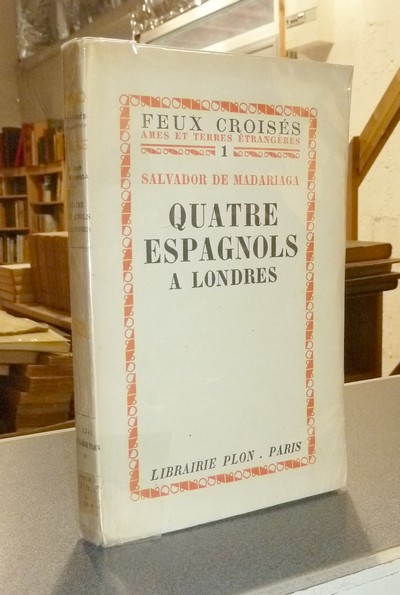 FEUX CROISÉS
AMES ET TERRES ÉTRANGÈRES
1
SALVADOR DE MADARIAGA
QUATRE
ESPAGNOLS
A LONDRES
LIBRAIRIE PLON . PARIS